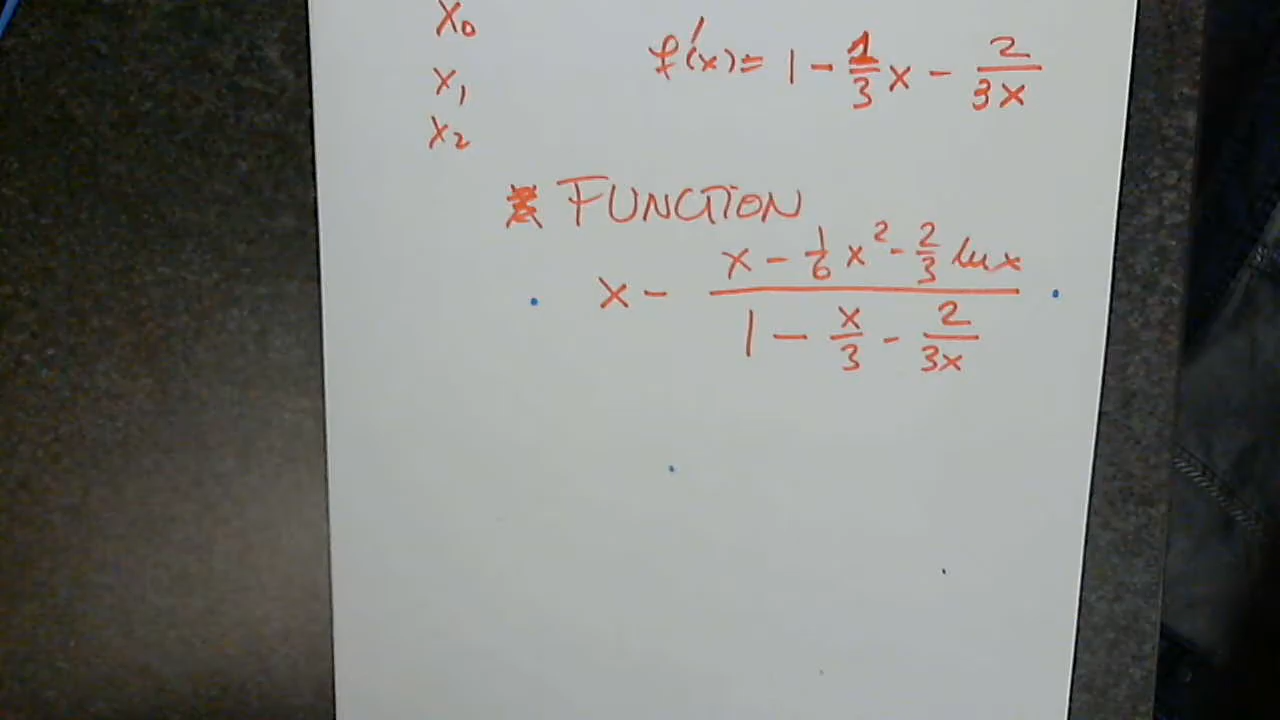 x₀
f'(x) = 1 - 1/3 x - 2/(3x)
x₁
x₂
* FUNCTION
x - (x - 1/6 x² - 2/3 ln x)/(1 - x/3 - 2/(3x))